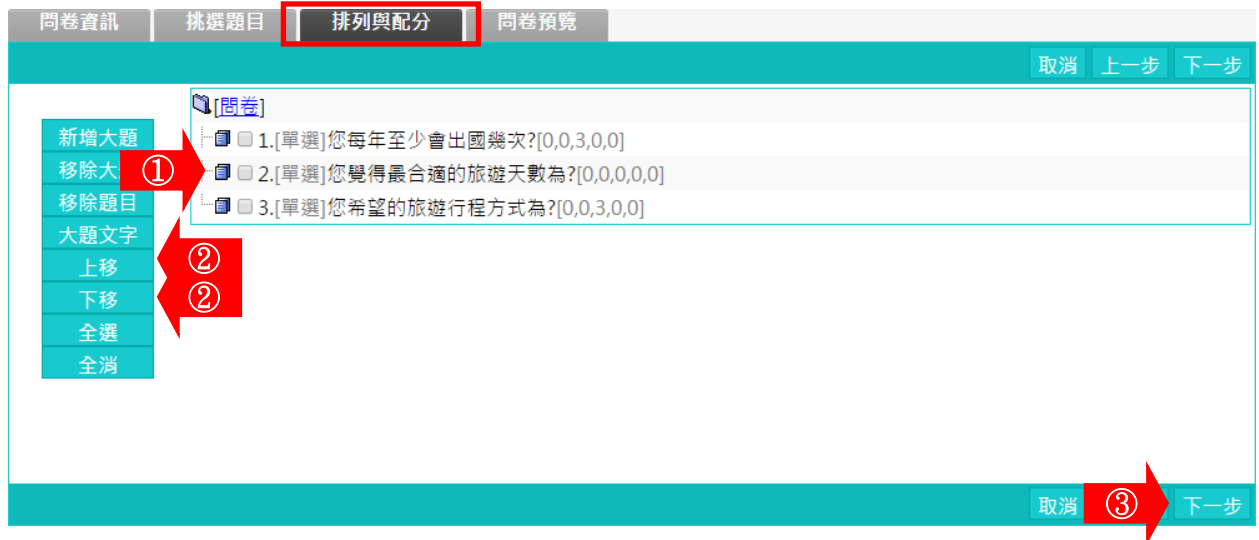 問卷資訊 挑選題目 排列與配分 問卷預覽
取消 上一步 下一步
[問卷]
新增大題
1.[單選]您每年至少會出國幾次?[0,0,3,0,0]
移除大
①
2.[單選]您覺得最合適的旅遊天數為?[0,0,0,0,0]
移除題目
3.[單選]您希望的旅遊行程方式為?[0,0,3,0,0]
大題文字
上移
②
下移
②
全選
全消
取消
③
下一步